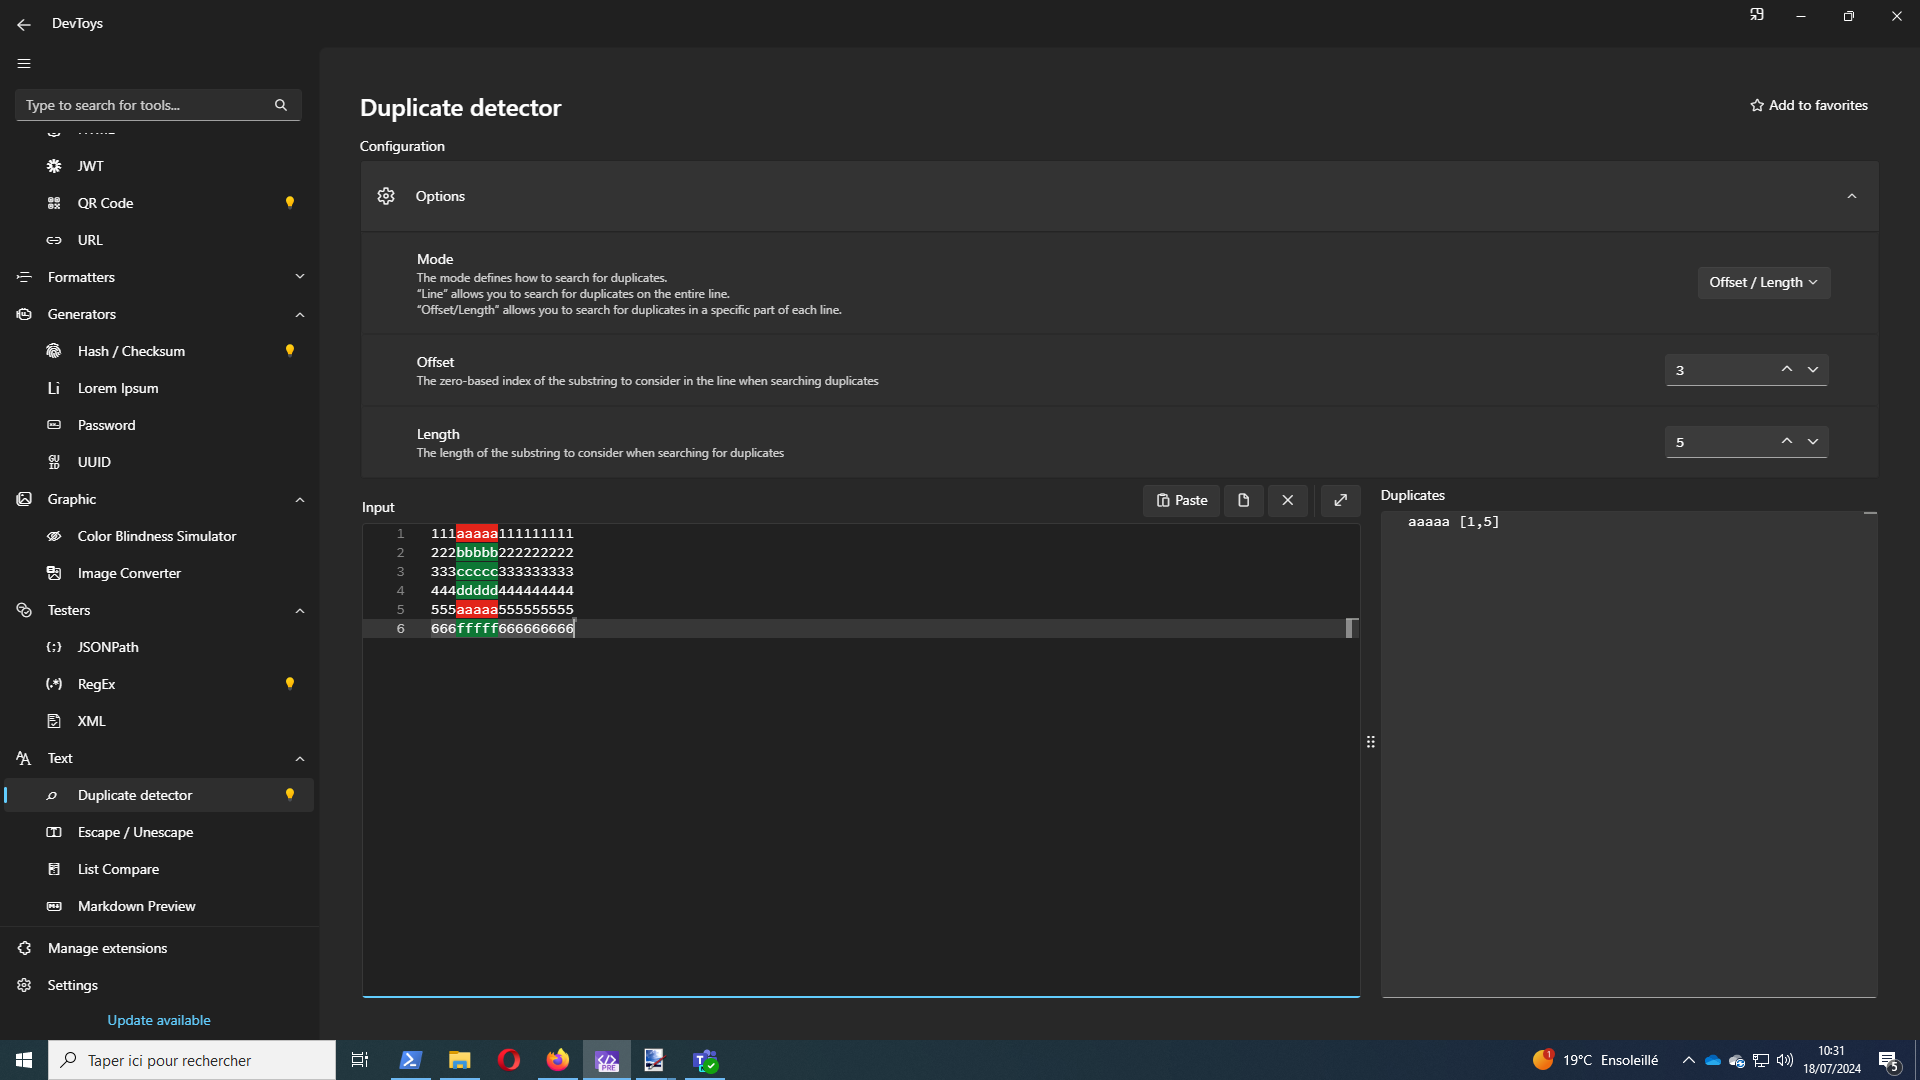 DevToys
Type to search for tools...
JWT
QR Code
URL
Formatters
Generators
Hash / Checksum
Lorem Ipsum
Password
UUID
Graphic
Color Blindness Simulator
Image Converter
Testers
JSONPath
RegEx
XML
Text
Duplicate detector
Escape / Unescape
List Compare
Markdown Preview
Manage extensions
Settings
Update available
Duplicate detector
Add to favorites
Configuration
Options
Mode
The mode defines how to search for duplicates.
"Line" allows you to search for duplicates on the entire line.
"Offset/Length" allows you to search for duplicates in a specific part of each line.
Offset / Length
Offset
The zero-based index of the substring to consider in the line when searching duplicates
3
Length
The length of the substring to consider when searching for duplicates
5
Input
Paste
1 111aaaaa111111111
2 222bbbbb222222222
3 333ccccc333333333
4 444ddddd444444444
5 555aaaaa555555555
6 666fffff666666666
Duplicates
aaaaa [1,5]
Taper ici pour rechercher
PRE
1
19°C Ensoleillé
10:31
18/07/2024
5